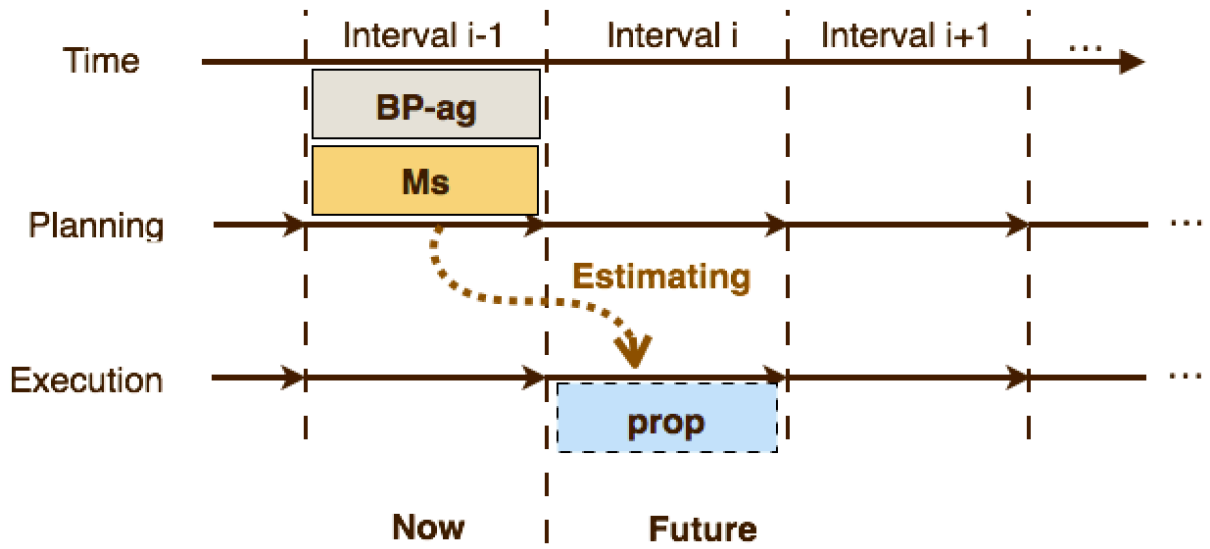 Interval i-1 Interval i Interval i+1 ...
Time
BP-ag
Ms
Planning ...
Estimating
Execution ...
prop
Now Future